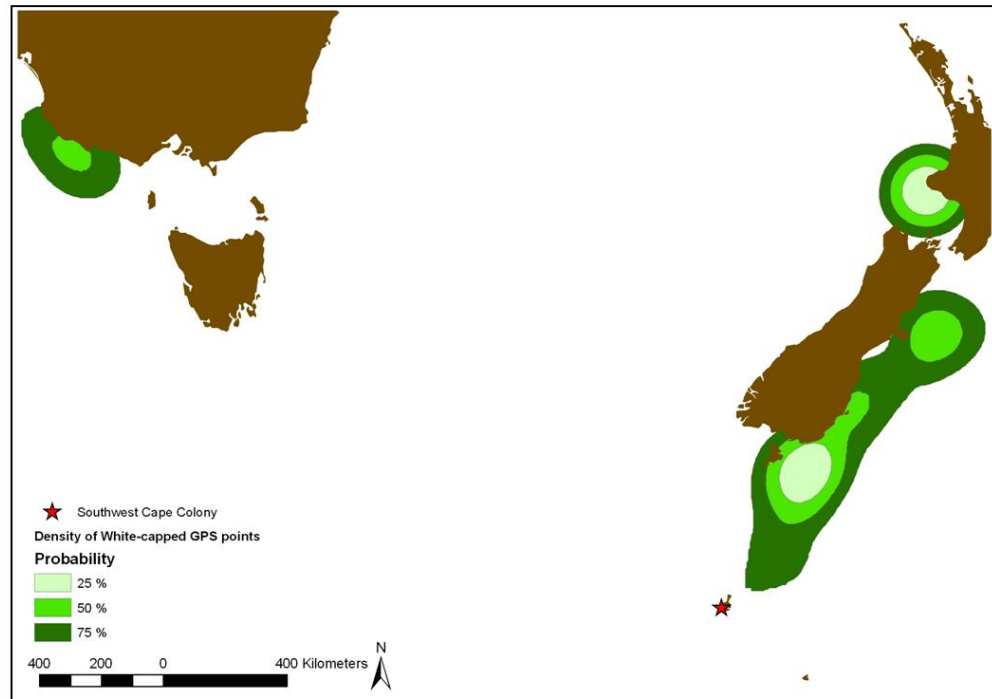 Southwest Cape Colony
Density of White-capped GPS points
Probability
25 %
50 %
75 %
400 200 0 400 Kilometers
N